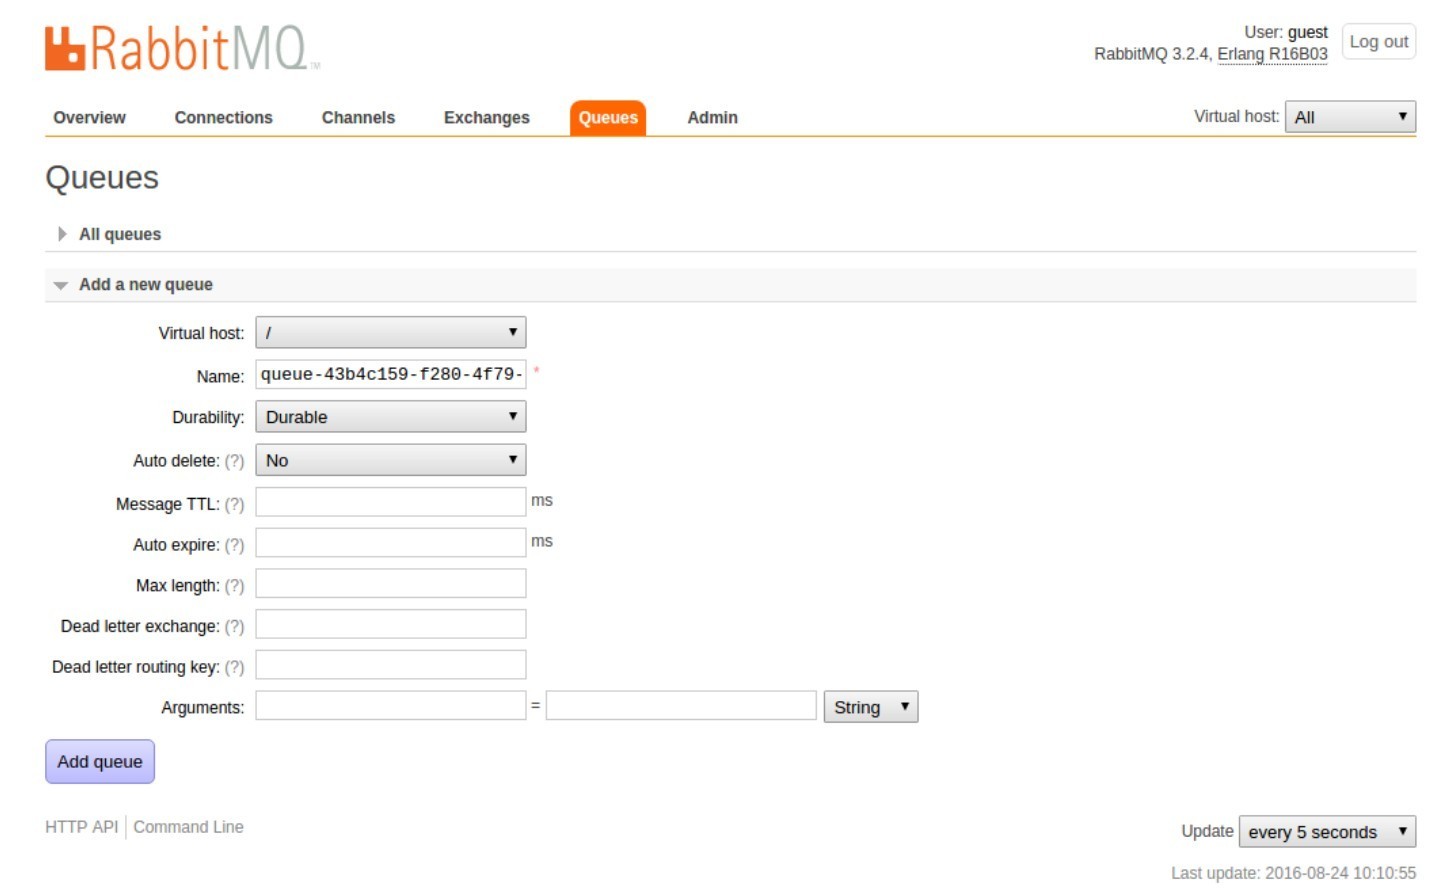 RabbitMQ™
User: guest
RabbitMQ 3.2.4, Erlang R16B03
Log out
Overview Connections Channels Exchanges Queues Admin Virtual host: All
Queues
All queues
Add a new queue
Virtual host: /
Name: queue-43b4c159-f280-4f79- *
Durability: Durable
Auto delete: (?) No
Message TTL: (?) ms
Auto expire: (?) ms
Max length: (?)
Dead letter exchange: (?)
Dead letter routing key: (?)
Arguments: = String
Add queue
HTTP API Command Line
Update every 5 seconds
Last update: 2016-08-24 10:10:55